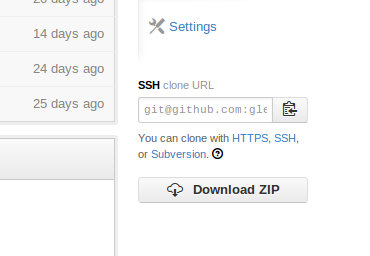 days ago
14 days ago
24 days ago
25 days ago
Settings
SSH clone URL
git@github.com:gle
You can clone with HTTPS, SSH,
or Subversion.
Download ZIP